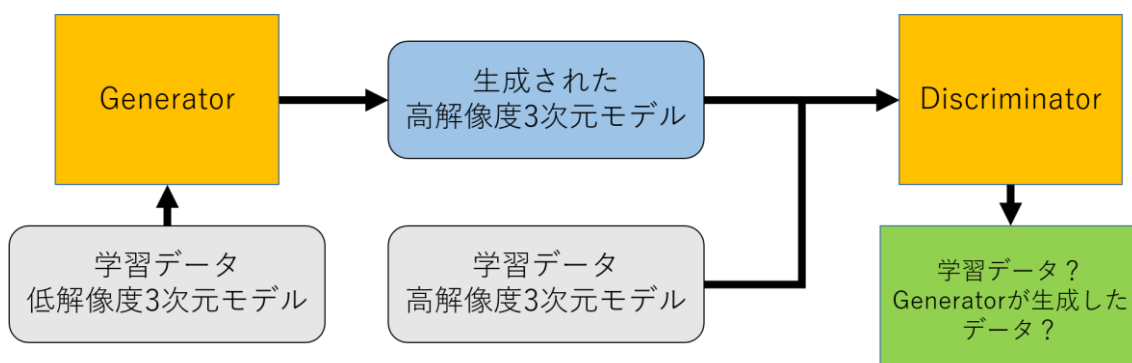 Generator
生成された
高解像度3次元モデル
Discriminator
学習データ
低解像度3次元モデル
学習データ
高解像度3次元モデル
学習データ？
Generatorが生成した
データ？